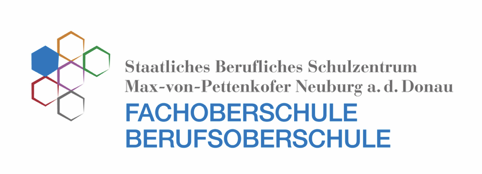 Staatliches Berufliches Schulzentrum
Max-von-Pettenkofer Neuburg a. d. Donau
FACHOBERSCHULE
BERUFSOBERSCHULE